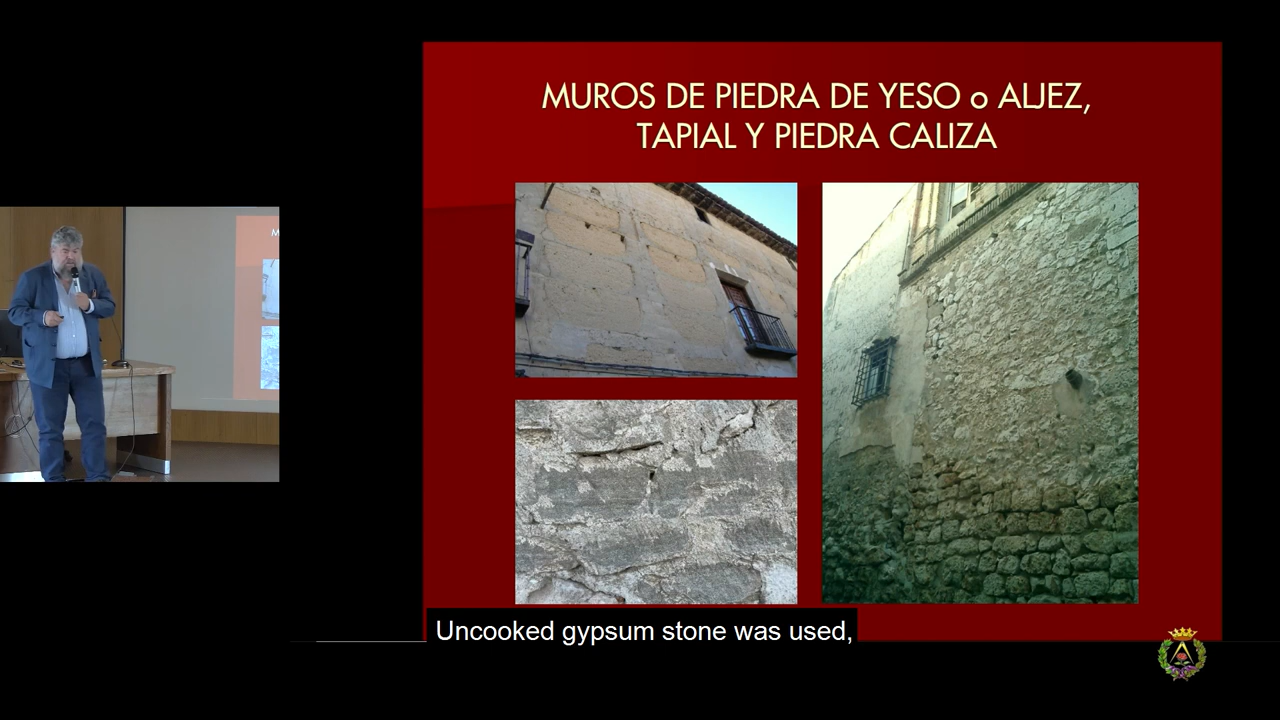 MUROS DE PIEDRA DE YESO o ALJEZ,
TAPIAL Y PIEDRA CALIZA
Uncooked gypsum stone was used,